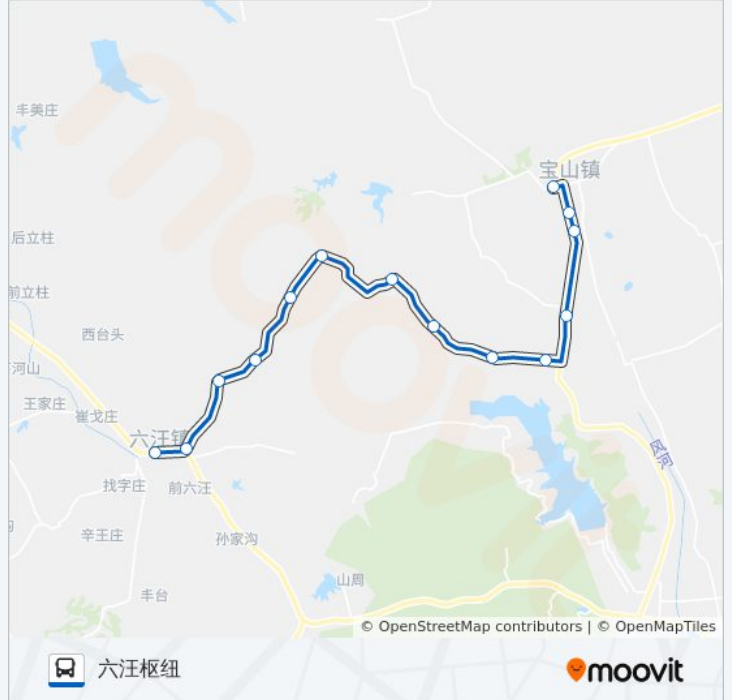 丰美庄
宝山镇
后立柱
前立柱
西台头
河山
王家庄
崔戈庄
六汪镇
风河
找字庄
前六汪
辛王庄
孙家沟
山周
丰台
© OpenStreetMap contributors | © OpenMapTiles
六汪枢纽
moovit